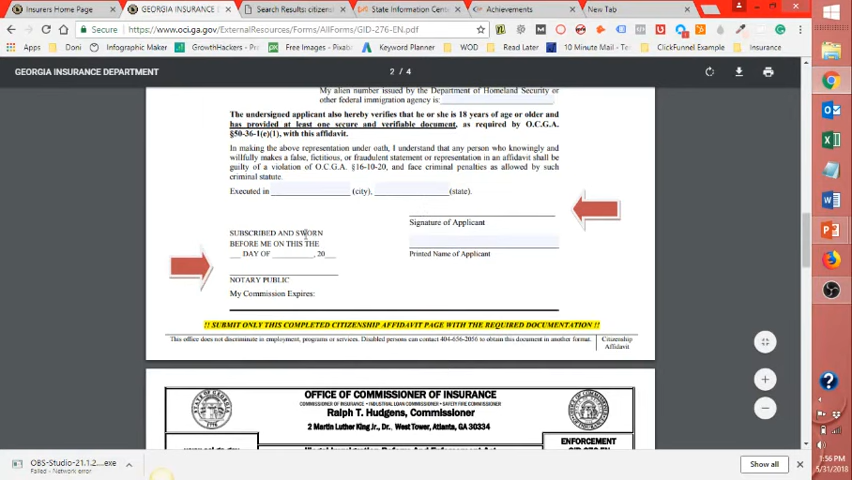 Insurers Home Page
GEORGIA INSURANCE
Search Results: citizens
State Information Cent
Achievements
New Tab
Secure
https://www.oci.ga.gov/ExternalResources/Forms/AllForms/GID-276-EN.pdf
Buyers
Doni
Infographic Maker
GrowthHackers - Pro
Free Images - Pixaba
Keyword Planner
WOD
Read Later
10 Minute Mail - Te
ClickFunnel Example
Insurance
GEORGIA INSURANCE DEPARTMENT
2 / 4
My alien number issued by the Department of Homeland Security or
other federal immigration agency is:
The undersigned applicant also hereby verifies that he or she is 18 years of age or older and
has provided at least one secure and verifiable document, as required by O.C.G.A.
§50-36-1(e)(1), with this affidavit.
In making the above representation under oath, I understand that any person who knowingly and
willfully makes a false, fictitious, or fraudulent statement or representation in an affidavit shall be
guilty of a violation of O.C.G.A. §16-10-20, and face criminal penalties as allowed by such
criminal statute.
Executed in ____ (city), ____ (state).
Signature of Applicant
SUBSCRIBED AND SWORN
BEFORE ME ON THIS THE
___ DAY OF __________, 20___
Printed Name of Applicant
NOTARY PUBLIC
My Commission Expires:
!! SUBMIT ONLY THIS COMPLETED CITIZENSHIP AFFIDAVIT PAGE WITH THE REQUIRED DOCUMENTATION !!
This office does not discriminate in employment, programs or services. Disabled persons can contact 404-656-2056 to obtain this document in another format.
Citizenship
Affidavit
OFFICE OF COMMISSIONER OF INSURANCE
COMMISSIONER OF INSURANCE • INDUSTRIAL LOAN COMMISSIONER • SAFETY FIRE COMMISSIONER
Ralph T. Hudgens, Commissioner
2 Martin Luther King Jr., Dr. West Tower, Atlanta, GA 30334
ENFORCEMENT
OBS-Studio-21.1.2....exe
Failed - Network error
Show all
1:56 PM
5/31/2018